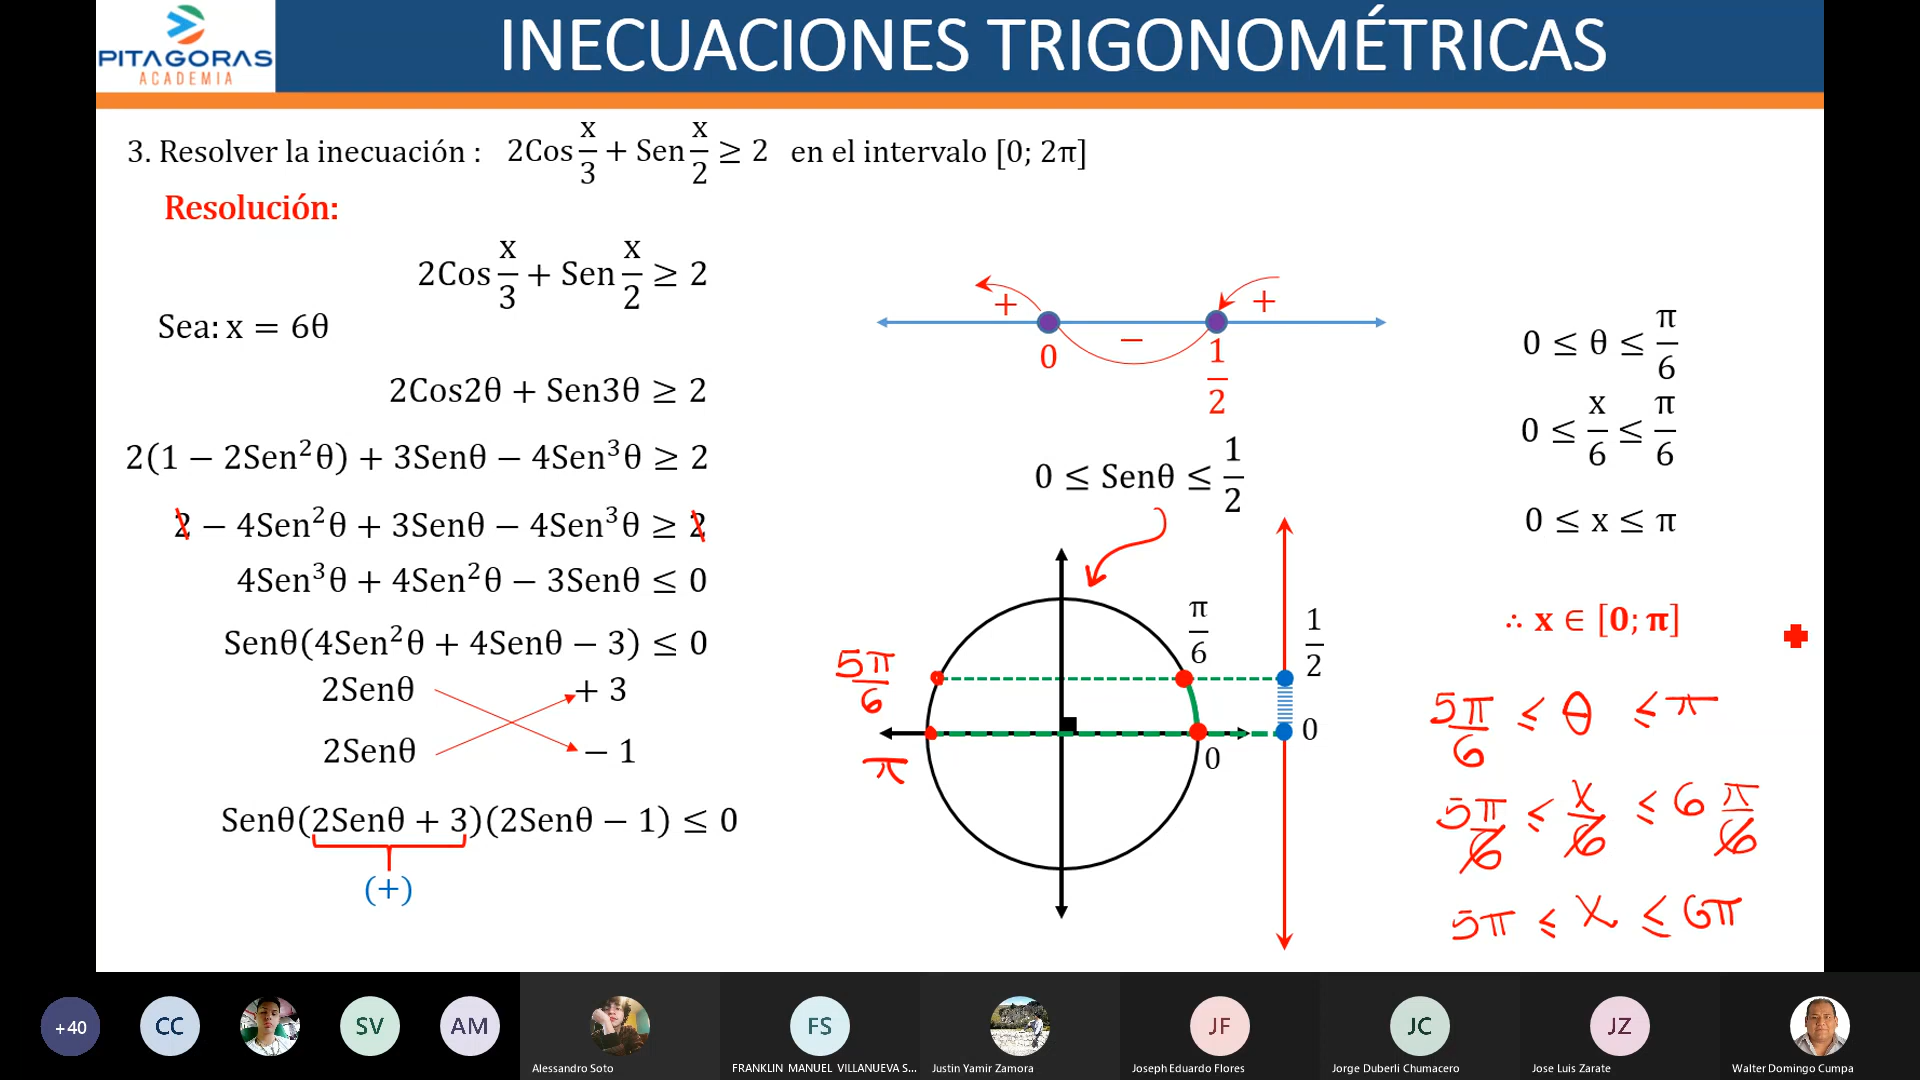 PITAGORAS
ACADEMIA
INECUACIONES TRIGONOMÉTRICAS
3. Resolver la inecuación : 2Cos x/3 + Sen x/2 ≥ 2 en el intervalo [0; 2π]
Resolución:
2Cos x/3 + Sen x/2 ≥ 2
Sea: x = 6θ
2Cos2θ + Sen3θ ≥ 2
2(1 − 2Sen²θ) + 3Senθ − 4Sen³θ ≥ 2
2 − 4Sen²θ + 3Senθ − 4Sen³θ ≥ 2
4Sen³θ + 4Sen²θ − 3Senθ ≤ 0
Senθ(4Sen²θ + 4Senθ − 3) ≤ 0
2Senθ + 3
2Senθ − 1
Senθ(2Senθ + 3)(2Senθ − 1) ≤ 0
(+)
+ − +
0 1/2
0 ≤ Senθ ≤ 1/2
π/6
1/2
5π/6
0
π
0
0 ≤ θ ≤ π/6
0 ≤ x/6 ≤ π/6
0 ≤ x ≤ π
∴ x ∈ [0; π]
5π/6 ≤ θ ≤ π
5π/6 ≤ x/6 ≤ 6 π/6
5π ≤ x ≤ 6π
+40
CC
SV
AM
FS
JF
JC
JZ
Alessandro Soto
FRANKLIN MANUEL VILLANUEVA S...
Justin Yamir Zamora
Joseph Eduardo Flores
Jorge Duberli Chumacero
Jose Luis Zarate
Walter Domingo Cumpa